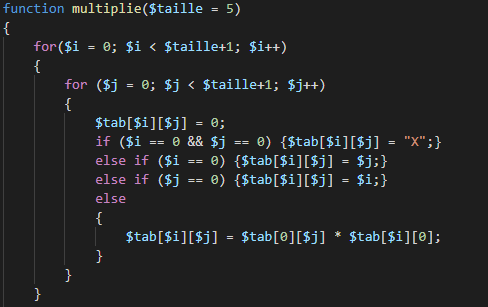 function multiplie($taille = 5)
{
    for($i = 0; $i < $taille+1; $i++)
    {
        for ($j = 0; $j < $taille+1; $j++)
        {
            $tab[$i][$j] = 0;
            if ($i == 0 && $j == 0) {$tab[$i][$j] = "X";}
            else if ($i == 0) {$tab[$i][$j] = $j;}
            else if ($j == 0) {$tab[$i][$j] = $i;}
            else
            {
                $tab[$i][$j] = $tab[0][$j] * $tab[$i][0];
            }
        }
    }